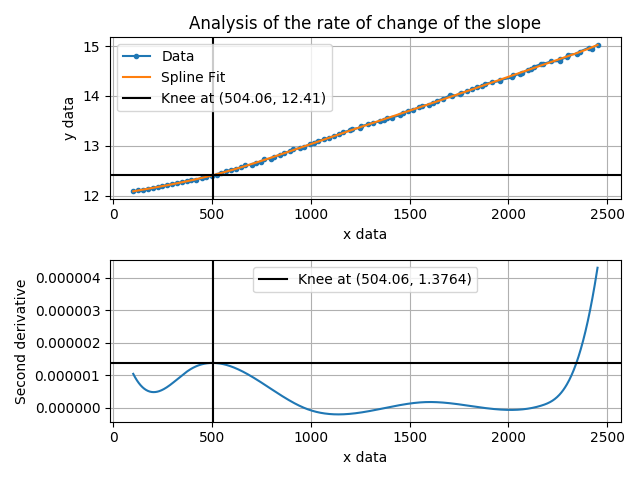 Analysis of the rate of change of the slope
15
14
13
12
y data
Data
Spline Fit
Knee at (504.06, 12.41)
0 500 1000 1500 2000 2500
x data
0.000004
0.000003
0.000002
0.000001
0.000000
Second derivative
Knee at (504.06, 1.3764)
0 500 1000 1500 2000 2500
x data